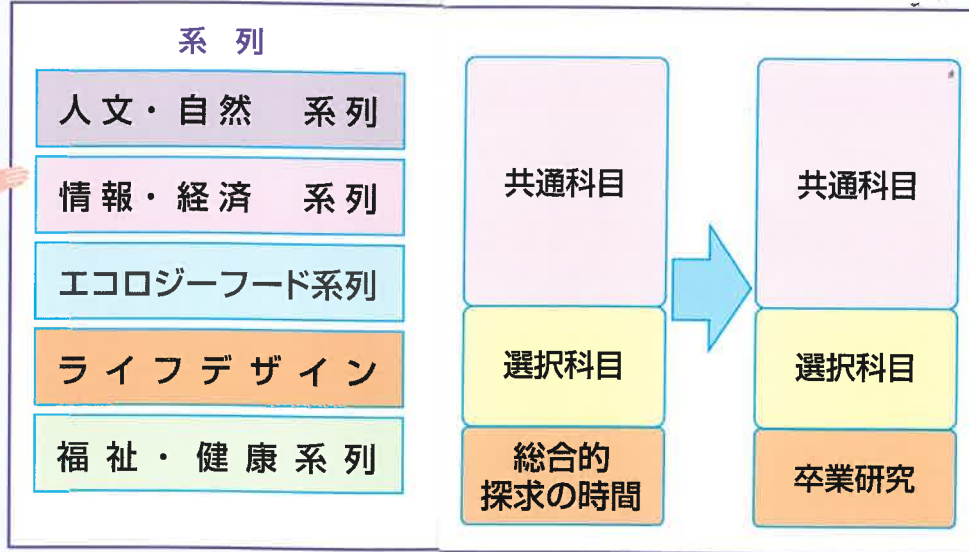 系列
人文・自然 系列
情報・経済 系列
エコロジーフード系列
ライフデザイン
福祉・健康系列
共通科目
選択科目
総合的
探求の時間
共通科目
選択科目
卒業研究